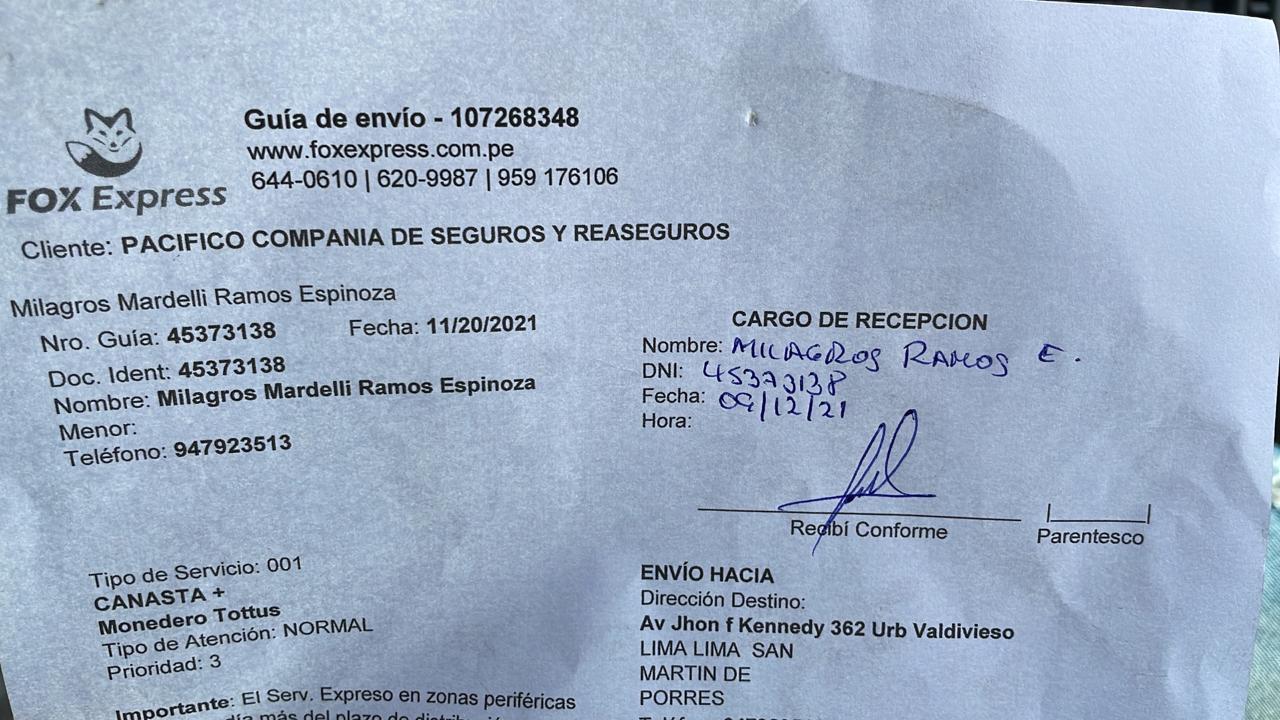 Guía de envío - 107268348
www.foxexpress.com.pe
644-0610 | 620-9987 | 959 176106
FOX Express
Cliente: PACIFICO COMPANIA DE SEGUROS Y REASEGUROS
Milagros Mardelli Ramos Espinoza
Nro. Guía: 45373138 Fecha: 11/20/2021
Doc. Ident: 45373138
Nombre: Milagros Mardelli Ramos Espinoza
Menor:
Teléfono: 947923513
CARGO DE RECEPCION
Nombre: MILAGROS RAMOS E.
DNI: 45373138
Fecha: 09/12/21
Hora:
Recibí Conforme
Parentesco
Tipo de Servicio: 001
CANASTA +
Monedero Tottus
Tipo de Atención: NORMAL
Prioridad: 3
Importante: El Serv. Expreso en zonas periféricas
día más del plazo de
ENVÍO HACIA
Dirección Destino:
Av Jhon f Kennedy 362 Urb Valdivieso
LIMA LIMA SAN
MARTIN DE
PORRES